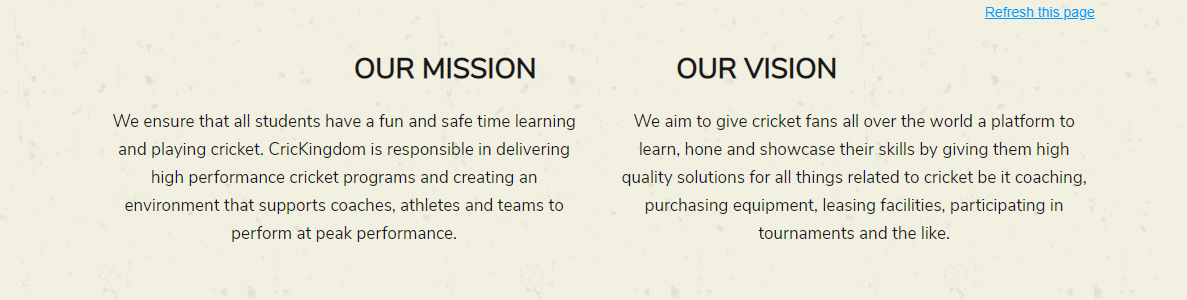 Refresh this page
OUR MISSION
We ensure that all students have a fun and safe time learning
and playing cricket. CricKingdom is responsible in delivering
high performance cricket programs and creating an
environment that supports coaches, athletes and teams to
perform at peak performance.
OUR VISION
We aim to give cricket fans all over the world a platform to
learn, hone and showcase their skills by giving them high
quality solutions for all things related to cricket be it coaching,
purchasing equipment, leasing facilities, participating in
tournaments and the like.